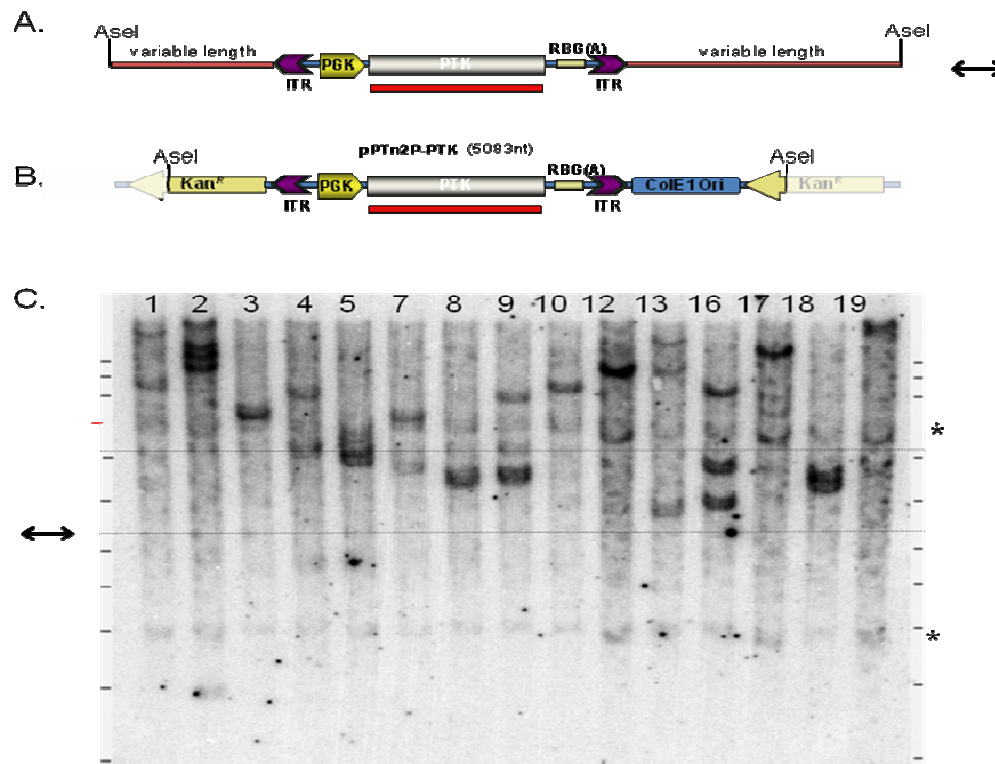 A.
AseI
AseI
variable length
RBG(A)
variable length
PGK
PTK
ITR
ITR
pPTn2P-PTK (5083nt)
B.
AseI
AseI
RBG(A)
Kan^R
PGK
PTK
ColE1 Ori
Kan^R
ITR
ITR
C.
1 2 3 4 5 7 8 9 10 12 13 16 17 18 19
*
*